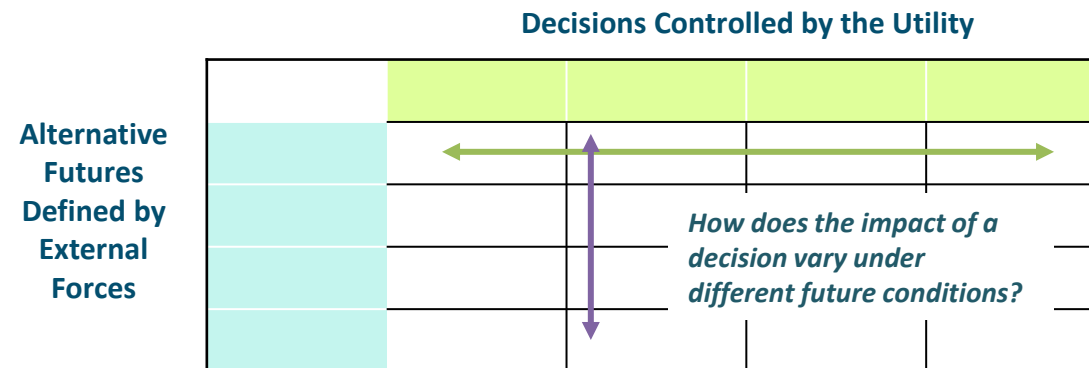 Decisions Controlled by the Utility
Alternative
Futures
Defined by
External
Forces
How does the impact of a
decision vary under
different future conditions?